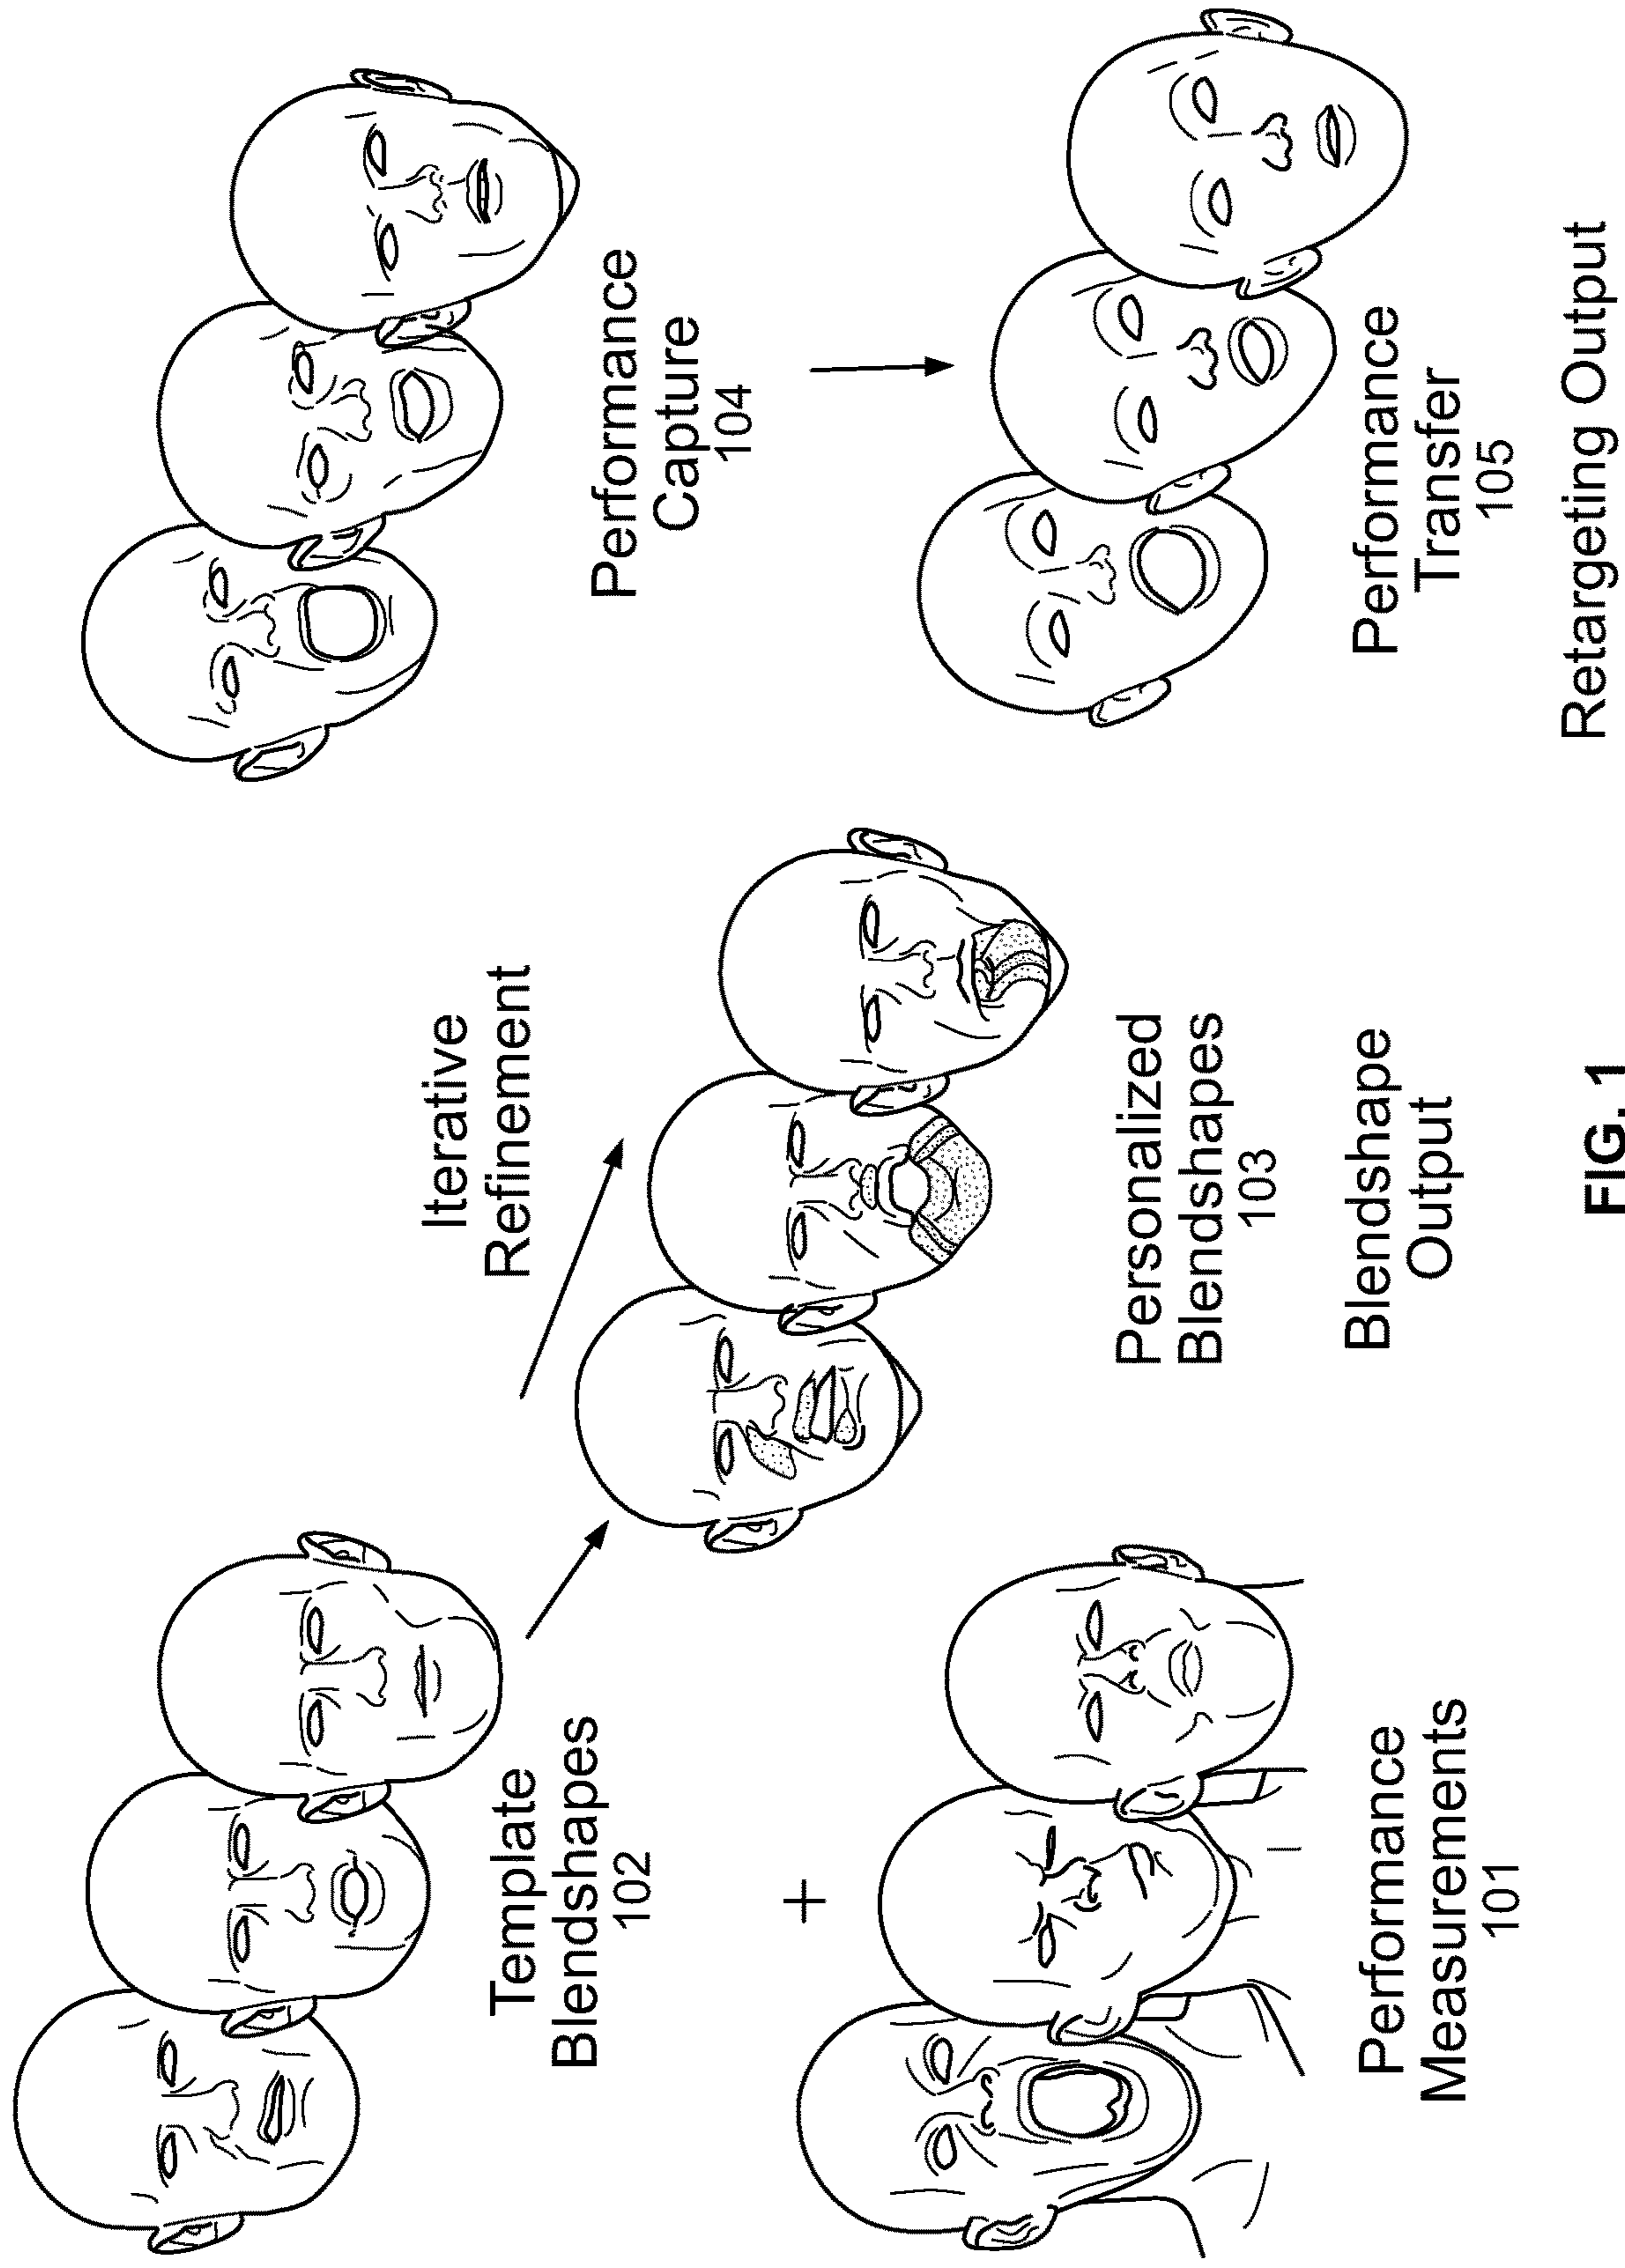 Template
Blendshapes
102
+
Performance
Measurements
101
Iterative
Refinement
Personalized
Blendshapes
103
Blendshape
Output
Performance
Capture
104
Performance
Transfer
105
Retargeting Output
FIG. 1